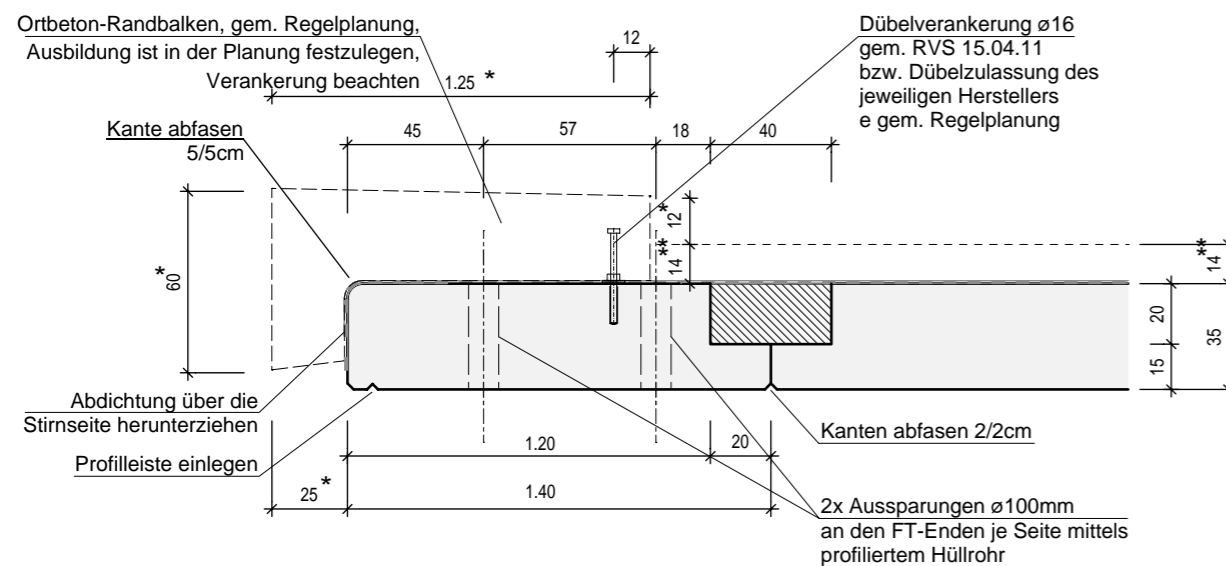 Ortbeton-Randbalken, gem. Regelplanung,
Ausbildung ist in der Planung festzulegen,
Verankerung beachten
1.25 *
12
Dübelverankerung ø16
gem. RVS 15.04.11
bzw. Dübelzulassung des
jeweiligen Herstellers
e gem. Regelplanung
Kante abfasen
5/5cm
45
57
18
40
60 *
12 *
14 **
14 **
20
15
35
Abdichtung über die
Stirnseite herunterziehen
Profilleiste einlegen
25 *
1.20
20
1.40
Kanten abfasen 2/2cm
2x Aussparungen ø100mm
an den FT-Enden je Seite mittels
profiliertem Hüllrohr